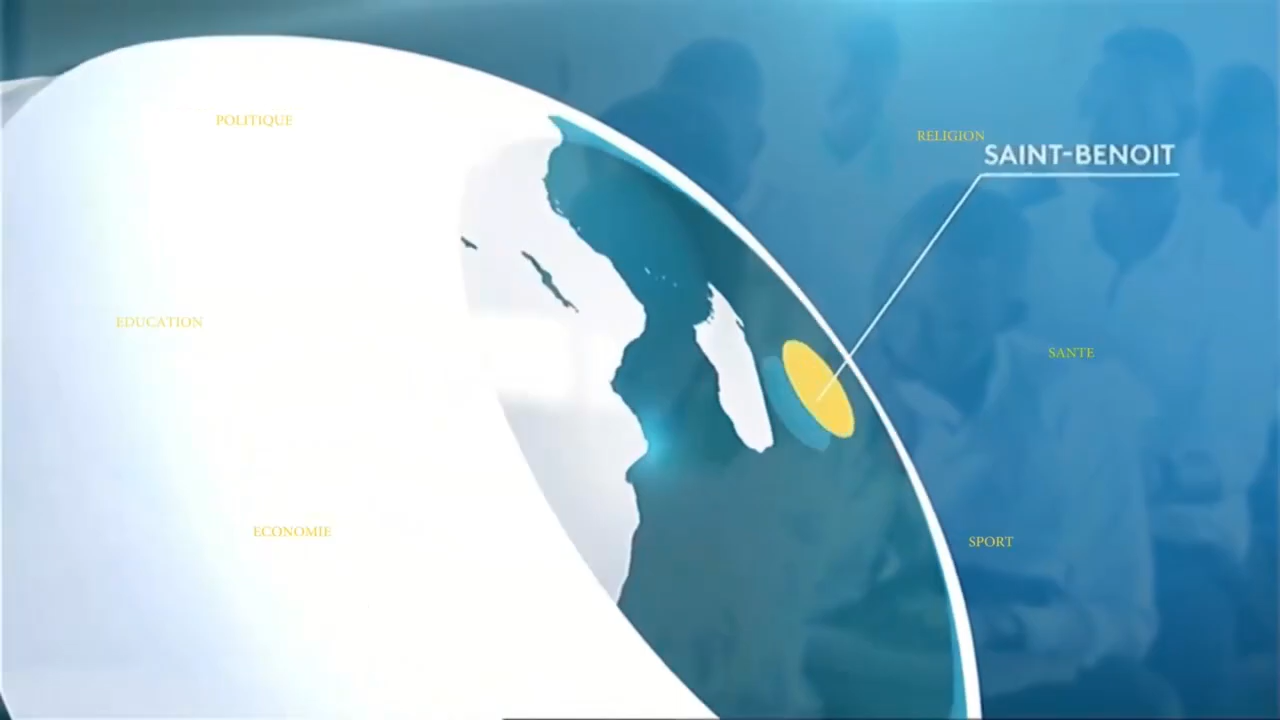 POLITIQUE
RELIGION
SAINT-BENOIT
EDUCATION
SANTE
ECONOMIE
SPORT